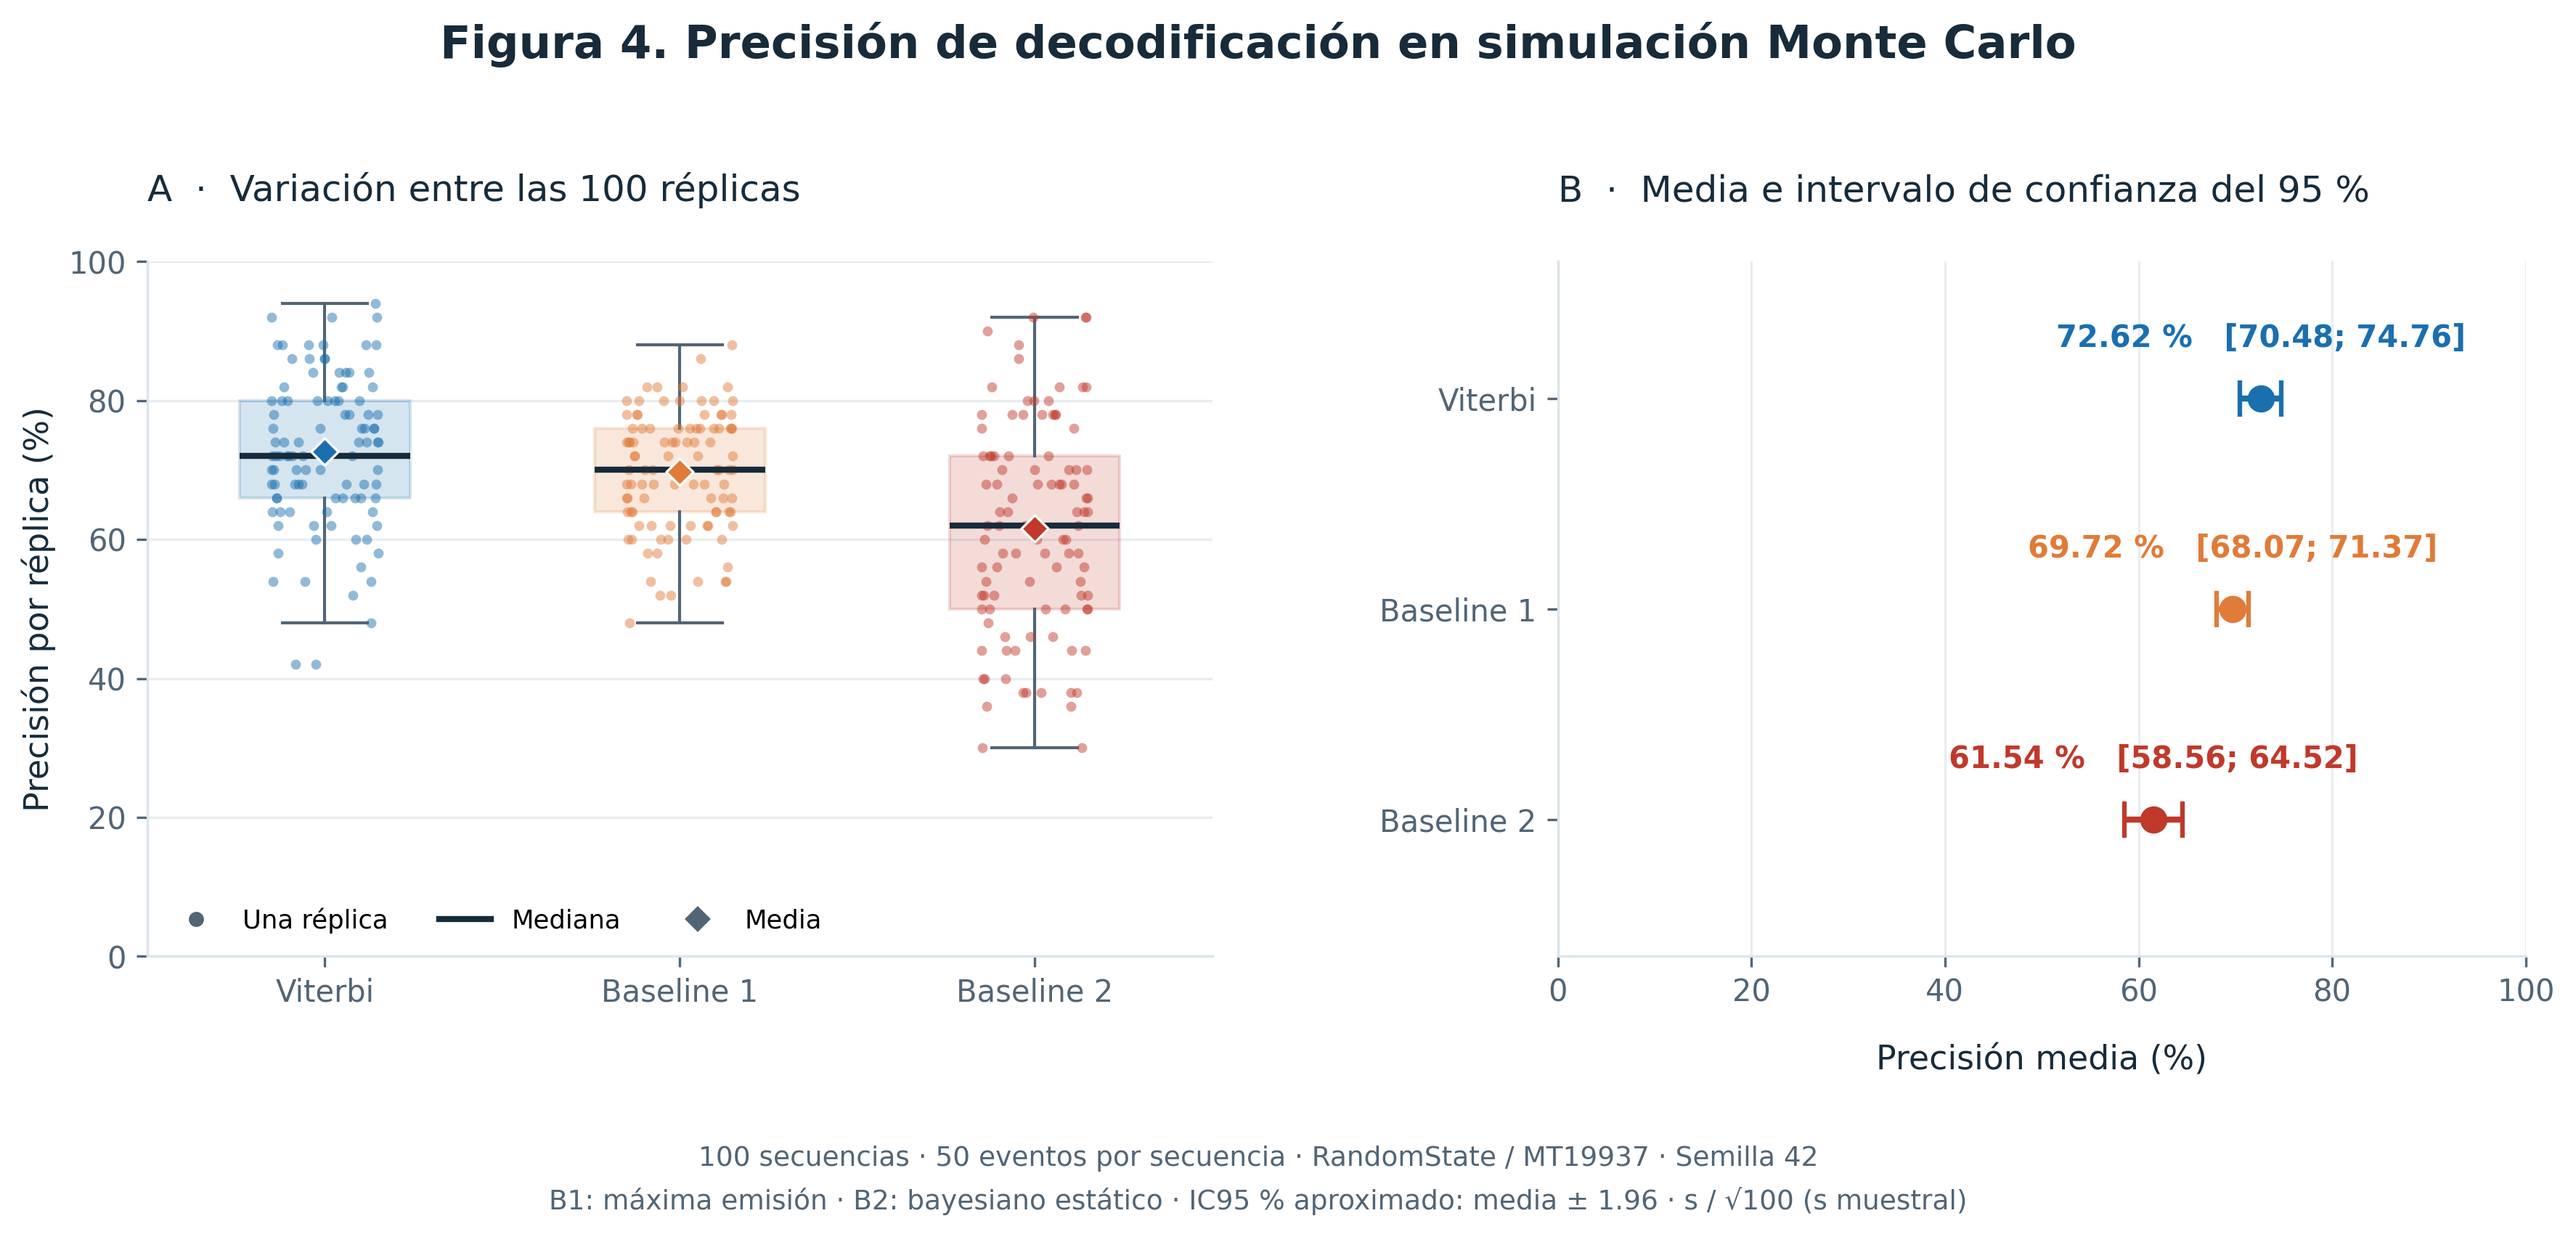 Figura 4. Precisión de decodificación en simulación Monte Carlo
A · Variación entre las 100 réplicas
Precisión por réplica (%)
100
80
60
40
20
0
Una réplica
Mediana
Media
Viterbi
Baseline 1
Baseline 2
B · Media e intervalo de confianza del 95 %
72.62 % [70.48; 74.76]
Viterbi
69.72 % [68.07; 71.37]
Baseline 1
61.54 % [58.56; 64.52]
Baseline 2
0 20 40 60 80 100
Precisión media (%)
100 secuencias · 50 eventos por secuencia · RandomState / MT19937 · Semilla 42
B1: máxima emisión · B2: bayesiano estático · IC95 % aproximado: media ± 1.96 · s / √100 (s muestral)